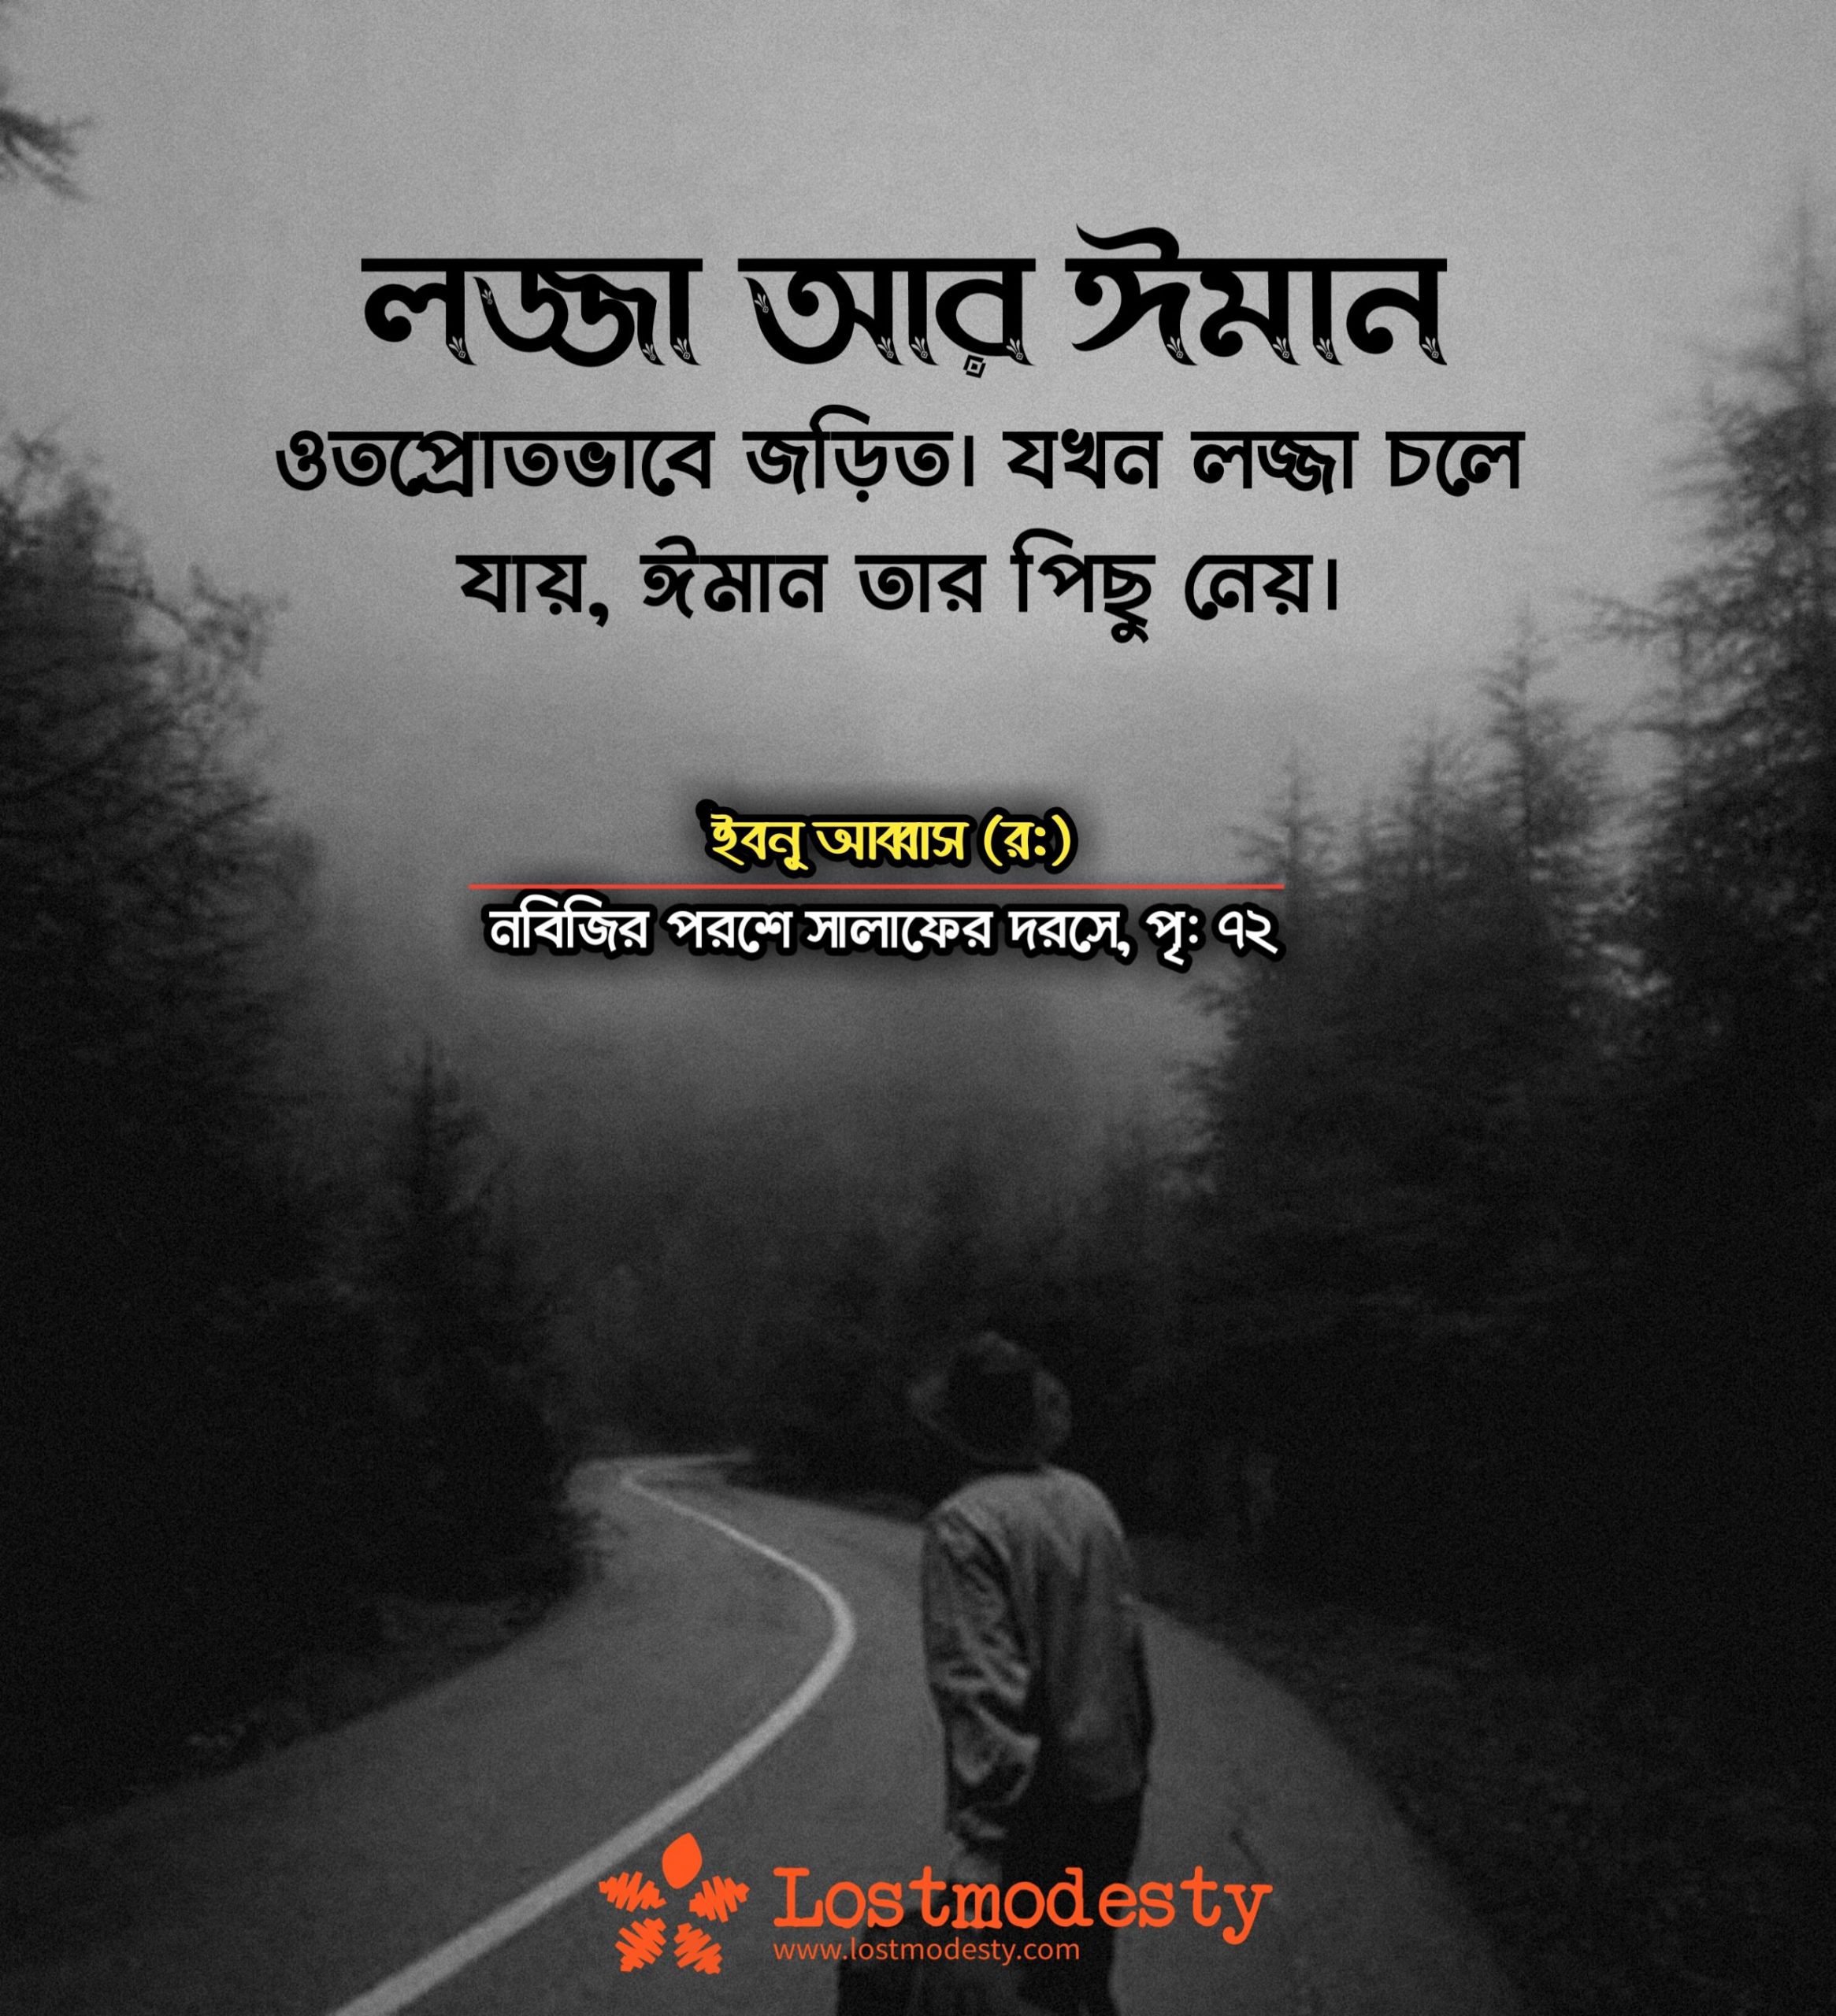 লজ্জা আর ঈমান
ওতপ্রোতভাবে জড়িত। যখন লজ্জা চলে
যায়, ঈমান তার পিছু নেয়।
ইবনু আব্বাস (র:)
নবিজির পরশে সালাফের দরসে, পৃ: ৭২
Lostmodesty
www.lostmodesty.com